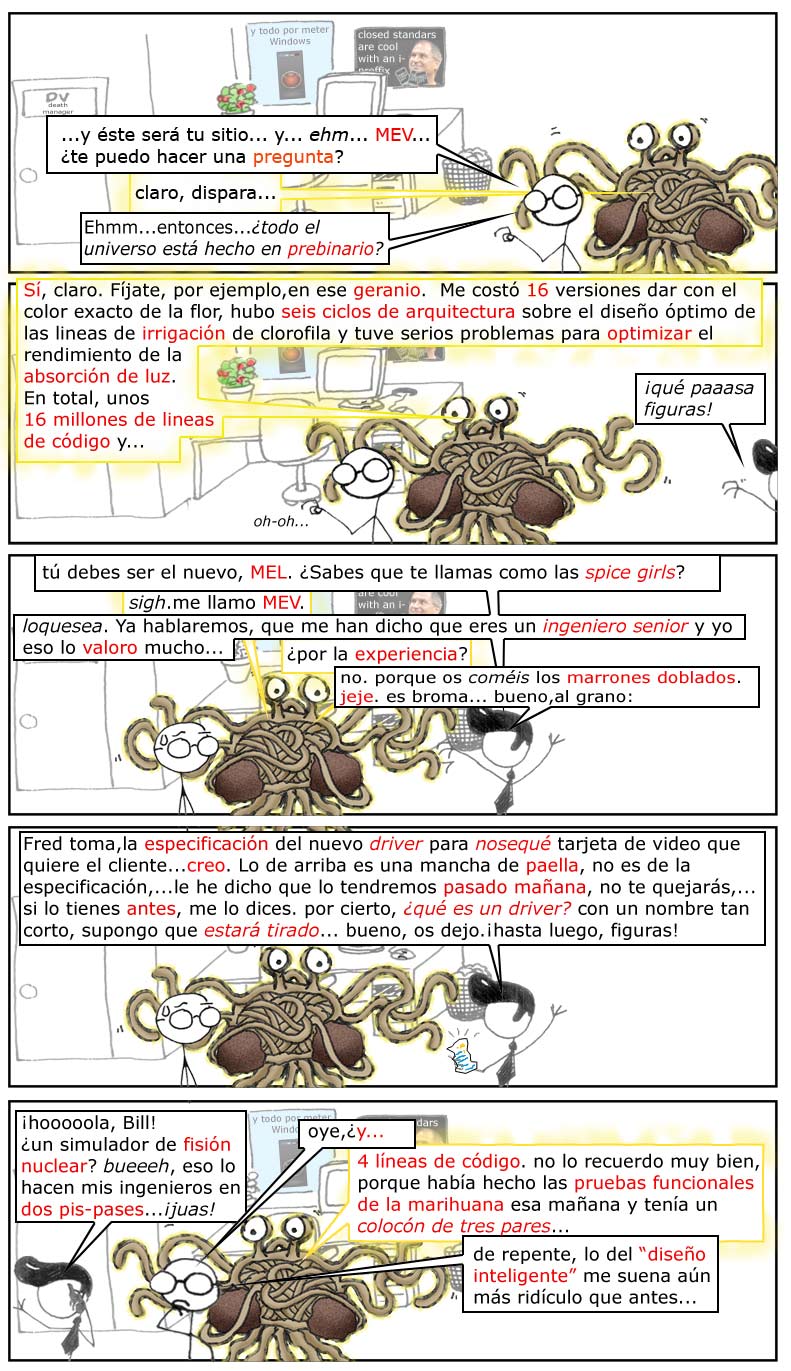 y todo por meter
Windows
closed standars
are cool
with an i-
preffix
DV
death
manager
...y éste será tu sitio... y... ehm... MEV...
¿te puedo hacer una pregunta?
claro, dispara...
Ehmm...entonces...¿todo el
universo está hecho en prebinario?
Sí, claro. Fíjate, por ejemplo,en ese geranio. Me costó 16 versiones dar con el
color exacto de la flor, hubo seis ciclos de arquitectura sobre el diseño óptimo de
las lineas de irrigación de clorofila y tuve serios problemas para optimizar el
rendimiento de la
absorción de luz.
En total, unos
16 millones de lineas
de código y...
¡qué paaasa
figuras!
oh-oh...
tú debes ser el nuevo, MEL. ¿Sabes que te llamas como las spice girls?
sigh.me llamo MEV.
are cool
with an i-
loquesea. Ya hablaremos, que me han dicho que eres un ingeniero senior y yo
eso lo valoro mucho...
¿por la experiencia?
no. porque os coméis los marrones doblados.
jeje. es broma... bueno,al grano:
Fred toma,la especificación del nuevo driver para nosequé tarjeta de video que
quiere el cliente...creo. Lo de arriba es una mancha de paella, no es de la
especificación,...le he dicho que lo tendremos pasado mañana, no te quejarás,...
si lo tienes antes, me lo dices. por cierto, ¿qué es un driver? con un nombre tan
corto, supongo que estará tirado... bueno, os dejo.¡hasta luego, figuras!
y todo por meter
Windo
dars
¡hooooola, Bill!
¿un simulador de fisión
nuclear? bueeeh, eso lo
hacen mis ingenieros en
dos pis-pases...¡juas!
oye,¿y...
4 líneas de código. no lo recuerdo muy bien,
porque había hecho las pruebas funcionales
de la marihuana esa mañana y tenía un
colocón de tres pares...
de repente, lo del "diseño
inteligente" me suena aún
más ridículo que antes...